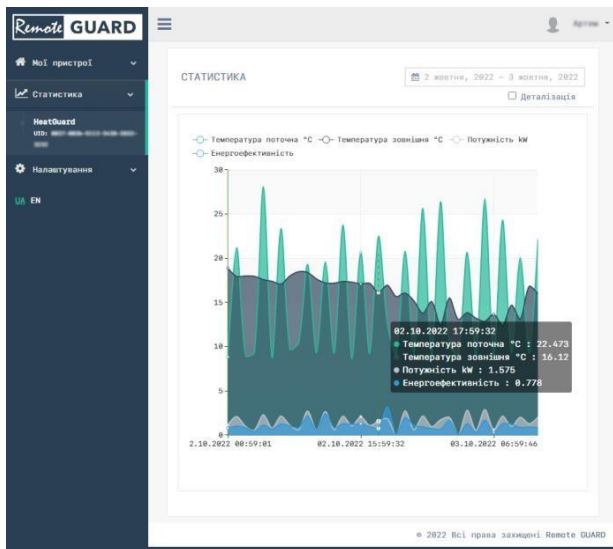 Remote GUARD
Артем
Мої пристрої
Статистика
HeatGuard
UID:
Налаштування
UA EN
СТАТИСТИКА
2 жовтня, 2022 – 3 жовтня, 2022
Деталізація
Температура поточна °C Температура зовнішня °C Потужність kW
Енергоефективність
30
25
20
15
10
5
0
02.10.2022 17:59:32
Температура поточна °C : 22.473
Температура зовнішня °C : 16.12
Потужність kW : 1.575
Енергоефективність : 0.778
2.10.2022 00:59:01 02.10.2022 15:59:32 03.10.2022 06:59:46
© 2022 Всі права захищені Remote GUARD